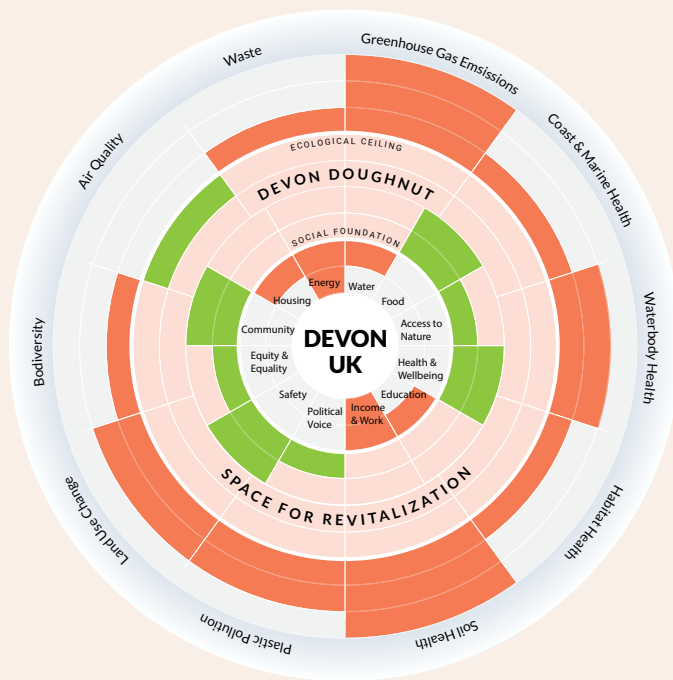 Greenhouse Gas Emsissions
Coast & Marine Health
Waterbody Health
Habitat Health
Soil Health
Plastic Pollution
Land Use Change
Bodiversity
Air Quality
Waste
ECOLOGICAL CEILING
DEVON DOUGHNUT
SOCIAL FOUNDATION
Water
Food
Access to
Nature
Health &
Wellbeing
Education
Income
& Work
Political
Voice
Safety
Equity &
Equality
Community
Housing
Energy
DEVON
UK
SPACE FOR REVITALIZATION